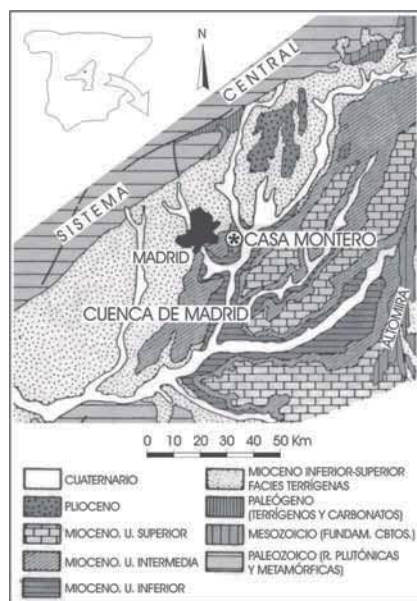 N
SISTEMA CENTRAL
MADRID
CASA MONTERO
CUENCA DE MADRID
ALTOMIRA
0 10 20 30 40 50 Km
CUATERNARIO
PLIOCENO
MIOCENO. U. SUPERIOR
MIOCENO. U. INTERMEDIA
MIOCENO. U. INFERIOR
MIOCENO INFERIOR-SUPERIOR
FACIES TERRÍGENAS
PALEÓGENO
(TERRÍGENOS Y CARBONATOS)
MESOZOICIO (FUNDAM. CBTOS.)
PALEOZOICO (R. PLUTÓNICAS
Y METAMÓRFICAS)